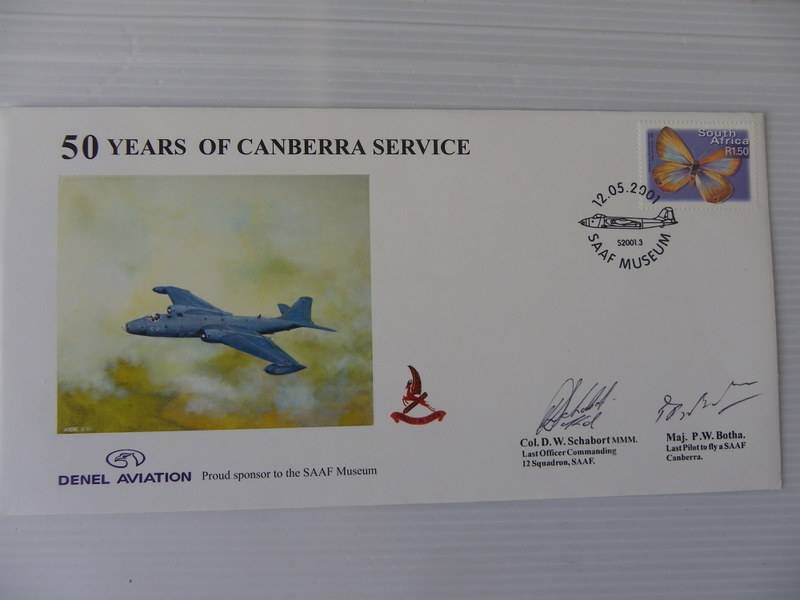 50 YEARS OF CANBERRA SERVICE
South
Africa
R1.50
12.05.2001
S2001.3
SAAF MUSEUM
Col. D. W. Schabort MMM.
Last Officer Commanding
12 Squadron, SAAF.
Maj. P.W. Botha.
Last Pilot to fly a SAAF
Canberra.
DENEL AVIATION Proud sponsor to the SAAF Museum